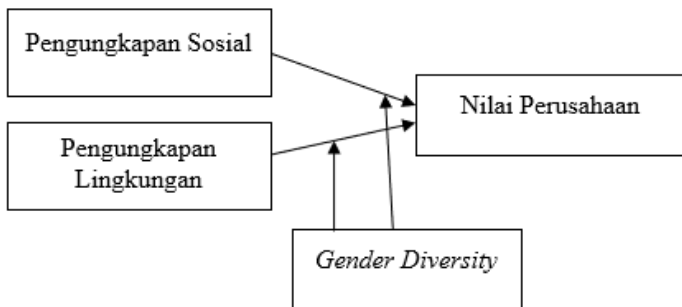 Pengungkapan Sosial
Nilai Perusahaan
Pengungkapan
Lingkungan
Gender Diversity